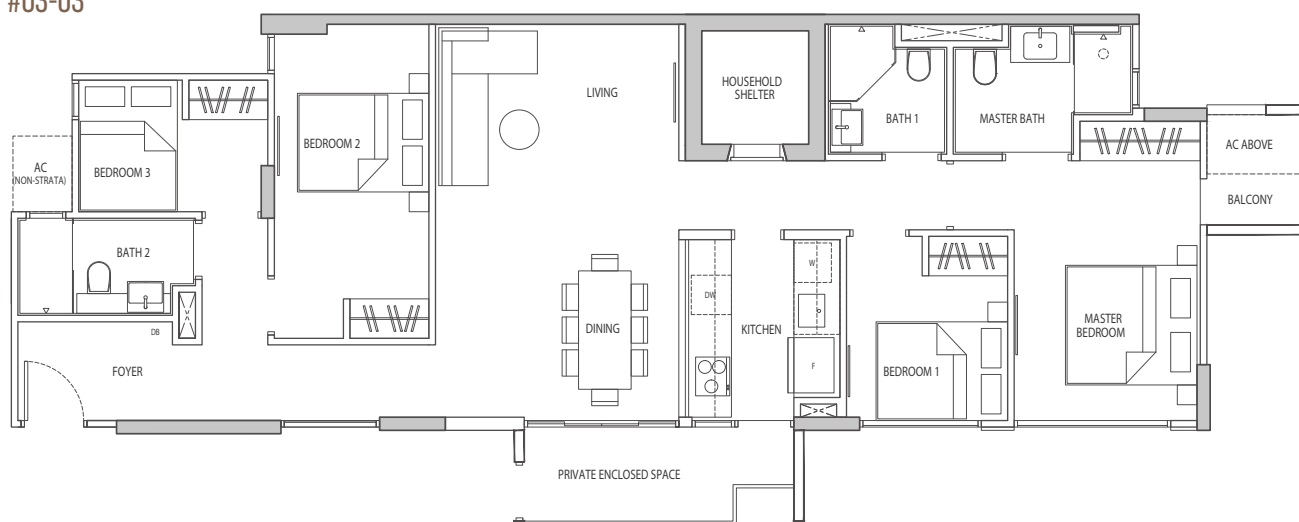 #03-03
HOUSEHOLD
SHELTER
LIVING
BATH 1
MASTER BATH
BEDROOM 2
BEDROOM 3
AC
(NON-STRATA)
AC ABOVE
BALCONY
BATH 2
W
DW
DINING
KITCHEN
MASTER
BEDROOM
DB
FOYER
F
BEDROOM 1
PRIVATE ENCLOSED SPACE